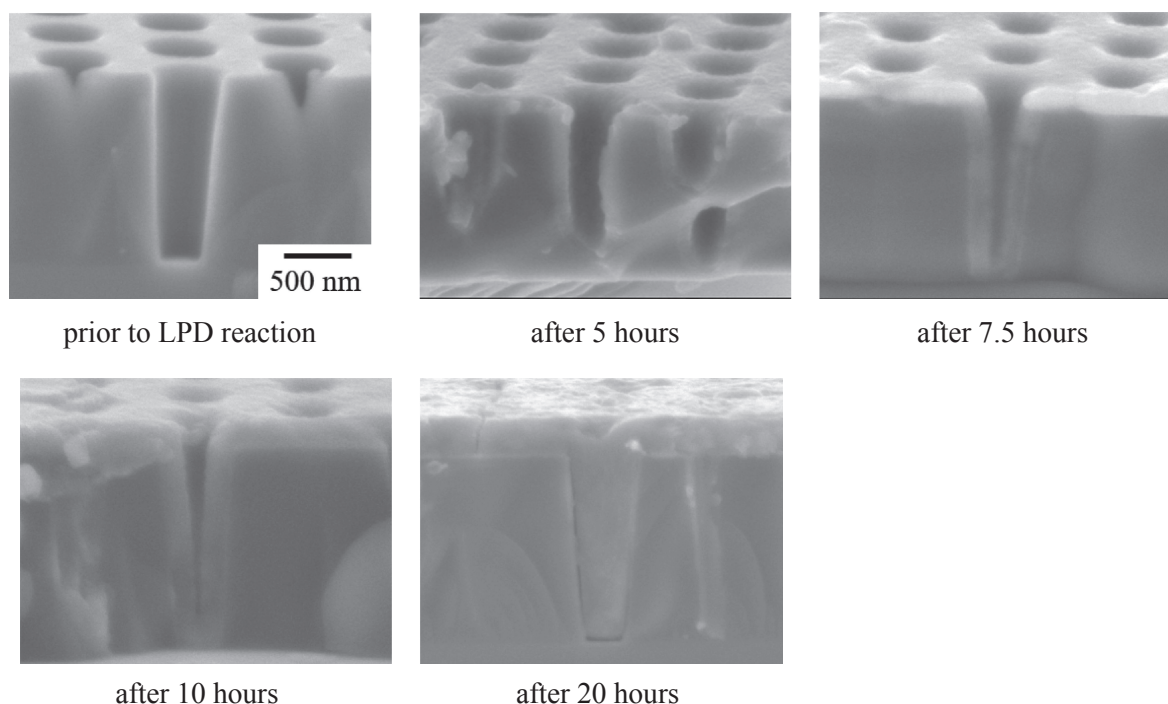 500 nm
prior to LPD reaction
after 5 hours
after 7.5 hours
after 10 hours
after 20 hours